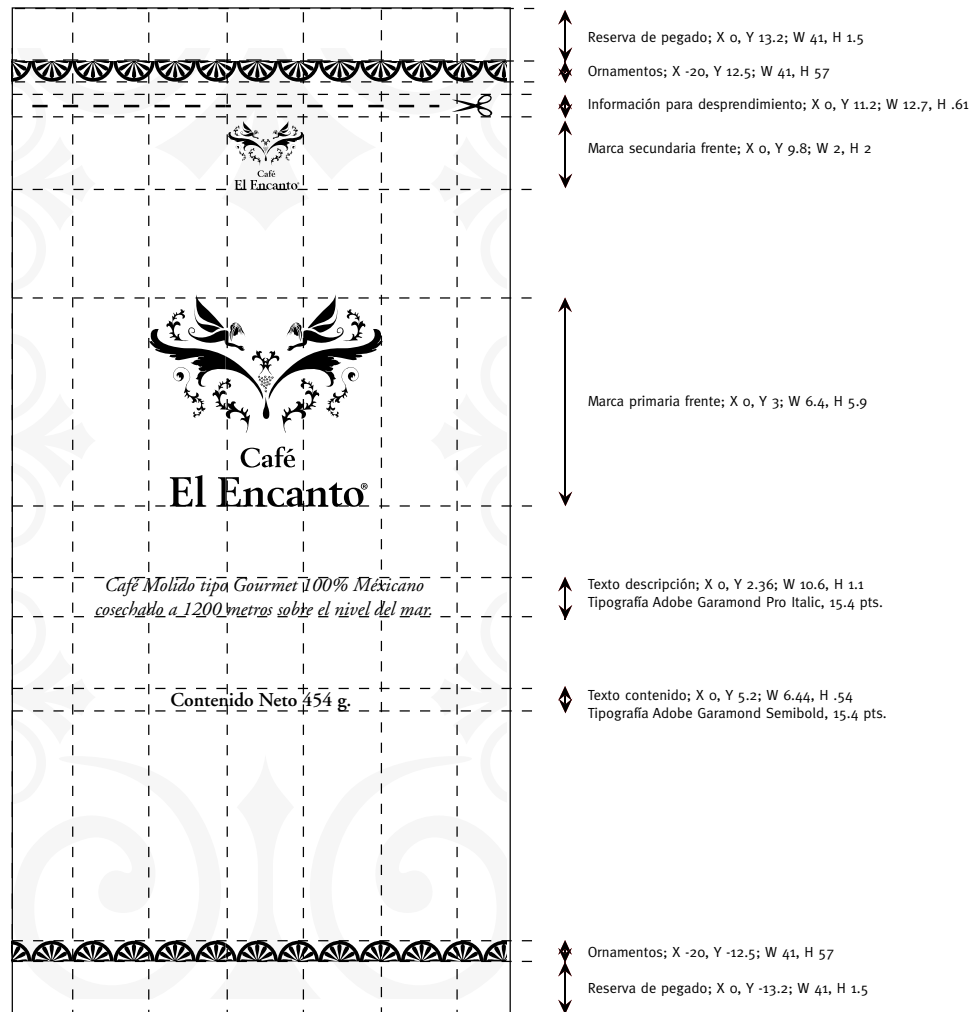 Reserva de pegado; X 0, Y 13.2; W 41, H 1.5
Ornamentos; X -20, Y 12.5; W 41, H 57
Información para desprendimiento; X 0, Y 11.2; W 12.7, H .61
Marca secundaria frente; X 0, Y 9.8; W 2, H 2
Café
El Encanto®
Marca primaria frente; X 0, Y 3; W 6.4, H 5.9
Café
El Encanto®
Café Molido tipo Gourmet 100% Méxicano
cosechado a 1200 metros sobre el nivel del mar.
Texto descripción; X 0, Y 2.36; W 10.6, H 1.1
Tipografía Adobe Garamond Pro Italic, 15.4 pts.
Contenido Neto 454 g.
Texto contenido; X 0, Y 5.2; W 6.44, H .54
Tipografía Adobe Garamond Semibold, 15.4 pts.
Ornamentos; X -20, Y -12.5; W 41, H 57
Reserva de pegado; X 0, Y -13.2; W 41, H 1.5